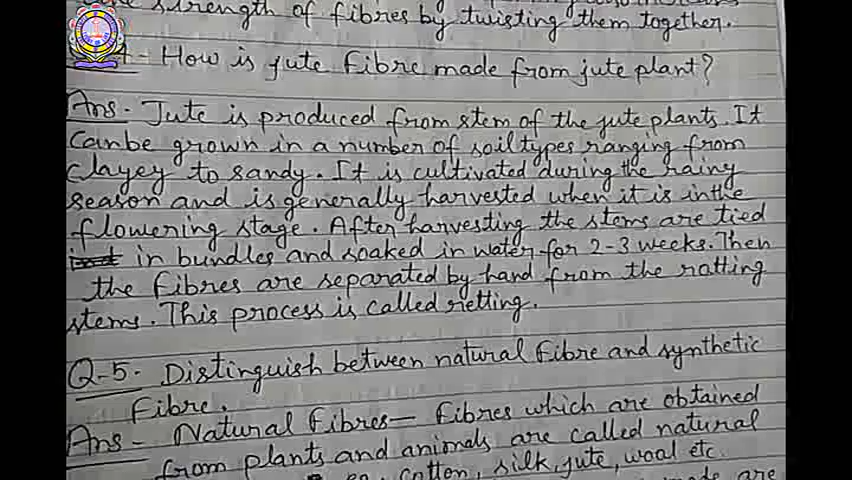 strength of fibres by twisting them together.
- How is jute fibre made from jute plant?
Ans - Jute is produced from stem of the jute plants. It
can be grown in a number of soil types ranging from
clayey to sandy. It is cultivated during the rainy
season and is generally harvested when it is in the
flowering stage. After harvesting the stems are tied
in bundles and soaked in water for 2-3 weeks. Then
the fibres are separated by hand from the rotting
stems. This process is called retting.
Q-5. Distinguish between natural fibre and synthetic
fibre.
Ans - Natural fibres - fibres which are obtained
from plants and animals are called natural
cotton, silk, jute, woal etc.
are